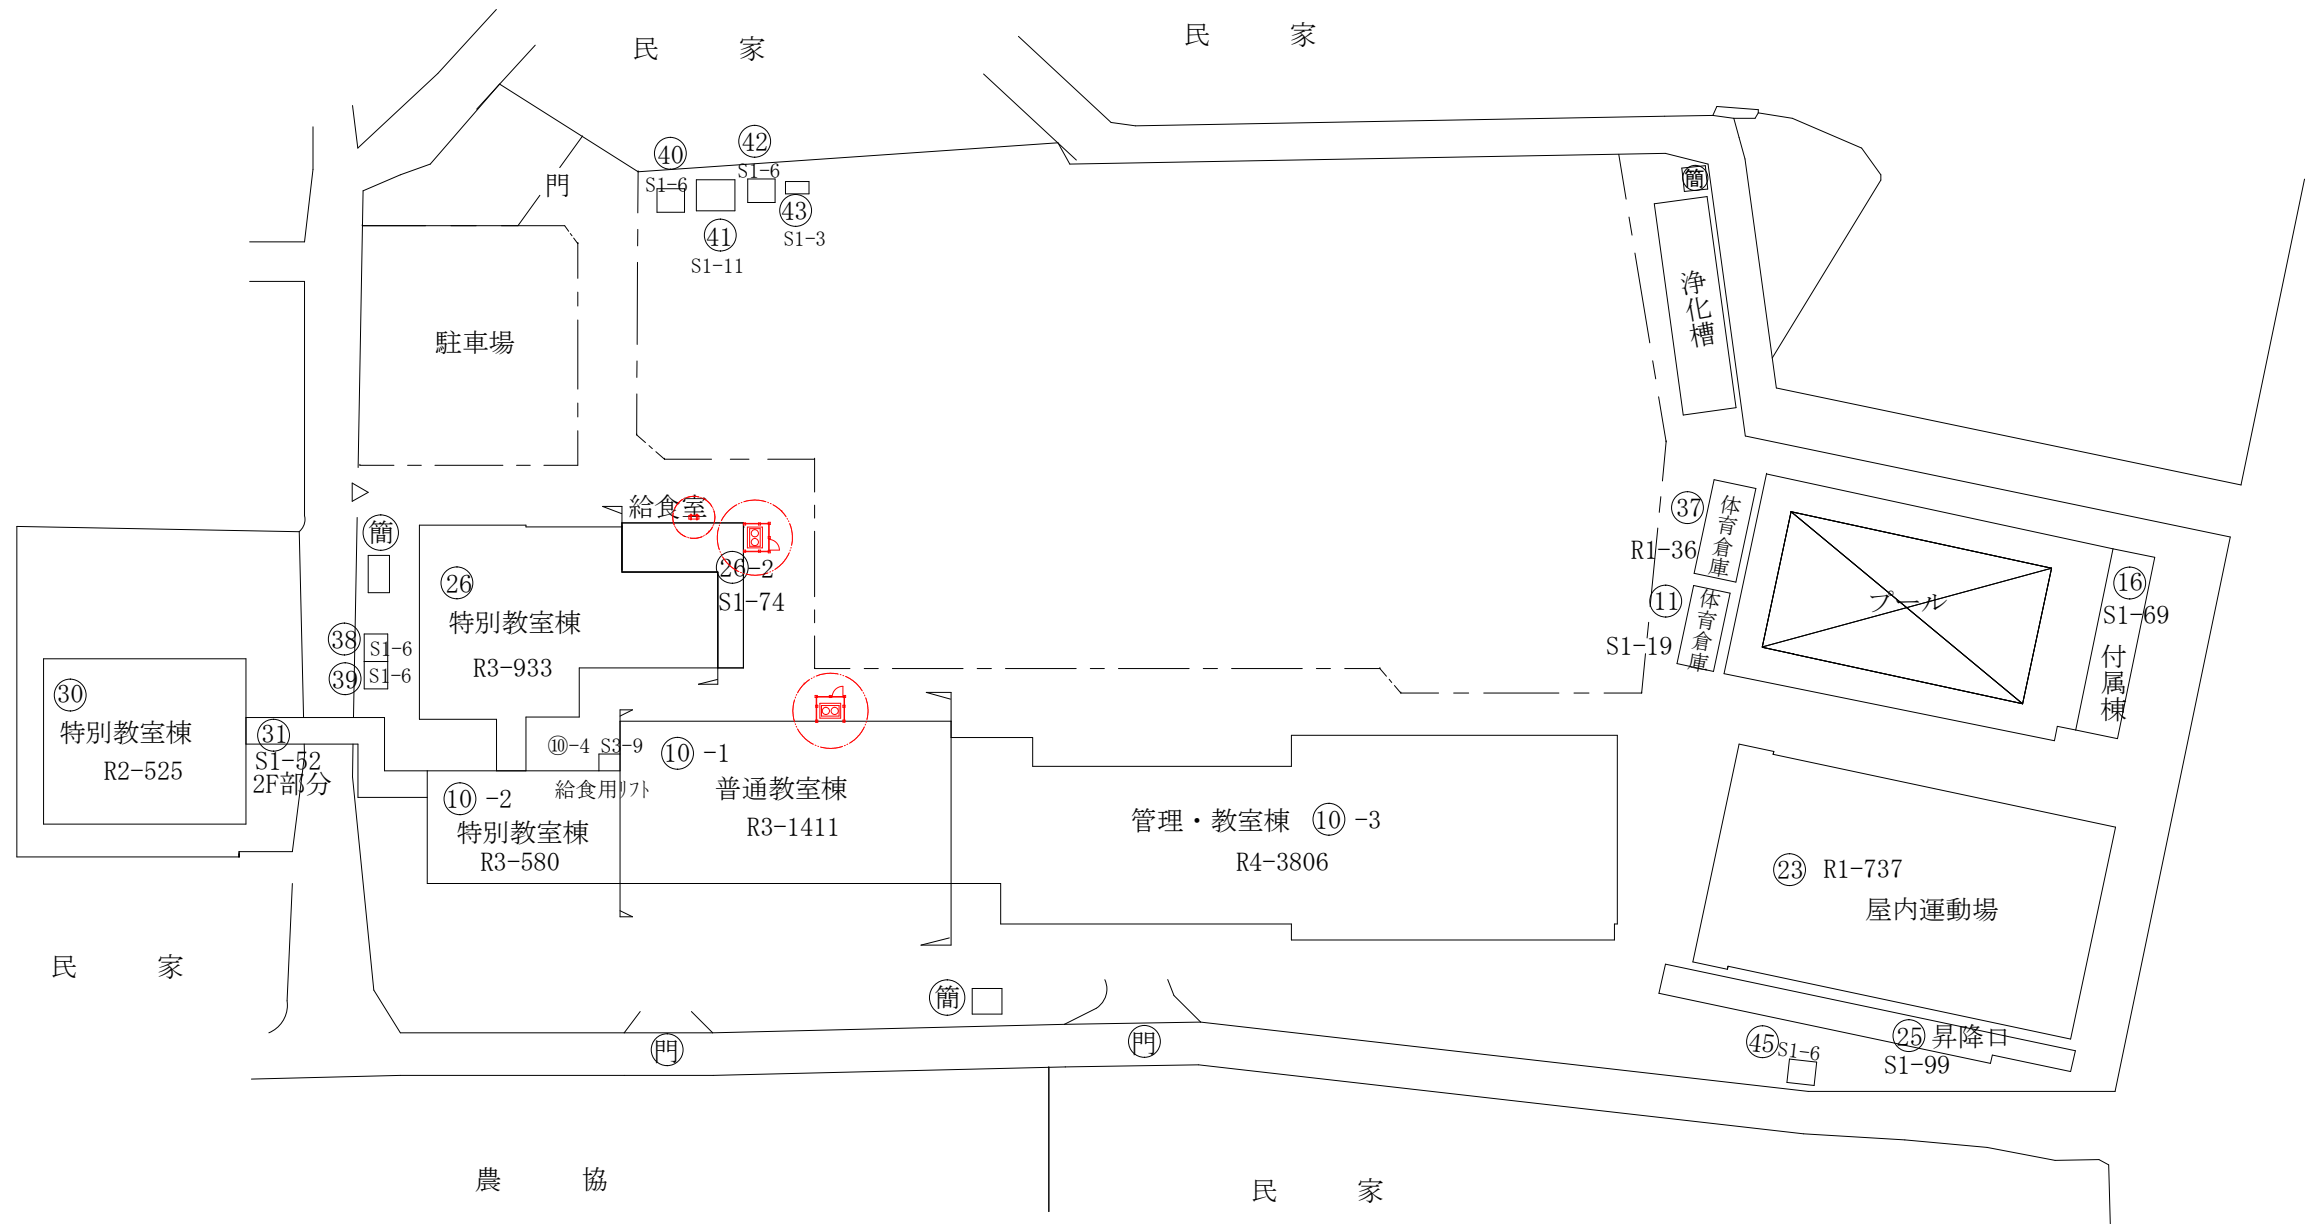 民　家
民　家
㊵
S1-6
㊷
S1-6
㊶
S1-11
㊸
S1-3
門
簡
浄化槽
駐車場
給食室
簡
㉖
特別教室棟
R3-933
㉖-2
S1-74
㊲
体育倉庫
R1-36
⑪
体育倉庫
S1-19
プール
⑯
S1-69
付属棟
㊳
S1-6
㊴
S1-6
㉚
特別教室棟
R2-525
㉛
S1-52
2F部分
⑩-4 S3-9
給食用ﾘﾌﾄ
⑩ -2
特別教室棟
R3-580
⑩ -1
普通教室棟
R3-1411
管理・教室棟 ⑩ -3
R4-3806
㉓ R1-737
屋内運動場
民　家
簡
門
門
㊺ S1-6
㉕ 昇降口
S1-99
農　協
民　家